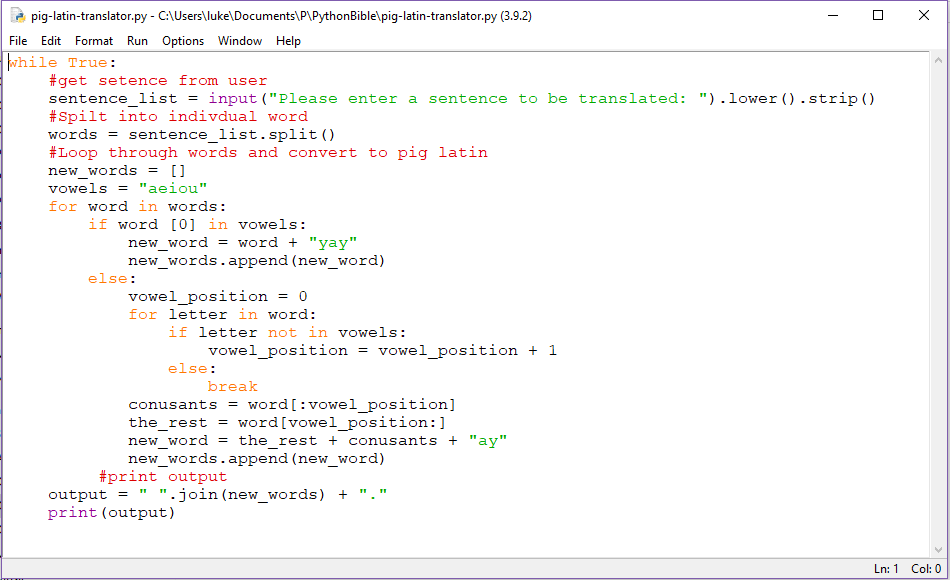 pig-latin-translator.py - C:\Users\luke\Documents\P\PythonBible\pig-latin-translator.py (3.9.2)
File Edit Format Run Options Window Help
while True:
    #get setence from user
    sentence_list = input("Please enter a sentence to be translated: ").lower().strip()
    #Spilt into indivdual word
    words = sentence_list.split()
    #Loop through words and convert to pig latin
    new_words = []
    vowels = "aeiou"
    for word in words:
        if word [0] in vowels:
            new_word = word + "yay"
            new_words.append(new_word)
        else:
            vowel_position = 0
            for letter in word:
                if letter not in vowels:
                    vowel_position = vowel_position + 1
                else:
                    break
            conusants = word[:vowel_position]
            the_rest = word[vowel_position:]
            new_word = the_rest + conusants + "ay"
            new_words.append(new_word)
         #print output
    output = " ".join(new_words) + "."
    print(output)
Ln: 1 Col: 0